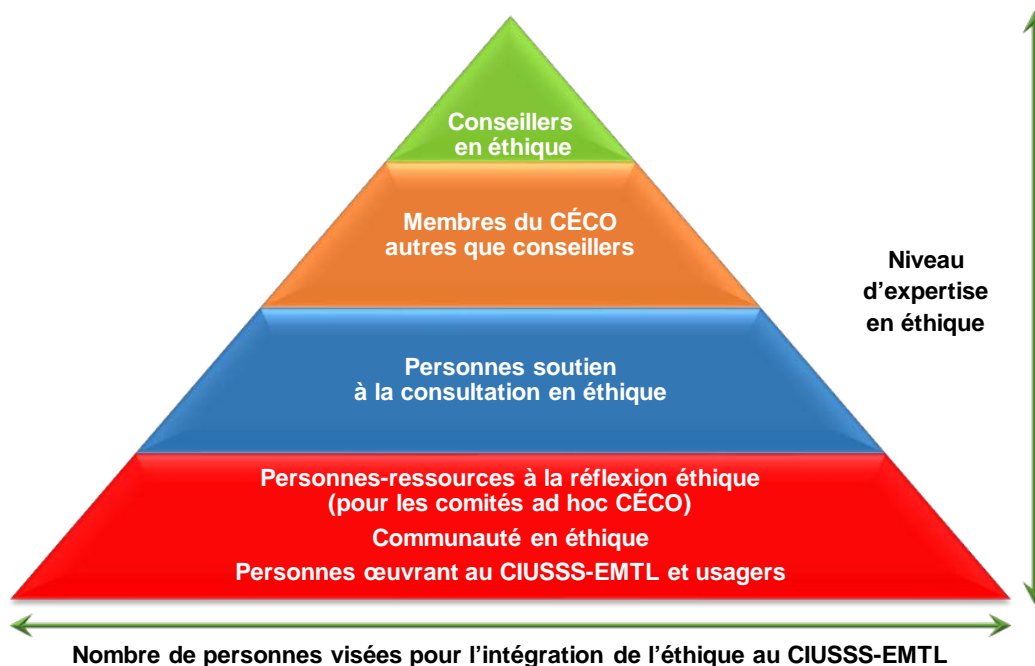 Conseillers
en éthique
Membres du CÉCO
autres que conseillers
Niveau
d’expertise
en éthique
Personnes soutien
à la consultation en éthique
Personnes-ressources à la réflexion éthique
(pour les comités ad hoc CÉCO)
Communauté en éthique
Personnes œuvrant au CIUSSS-EMTL et usagers
Nombre de personnes visées pour l’intégration de l’éthique au CIUSSS-EMTL